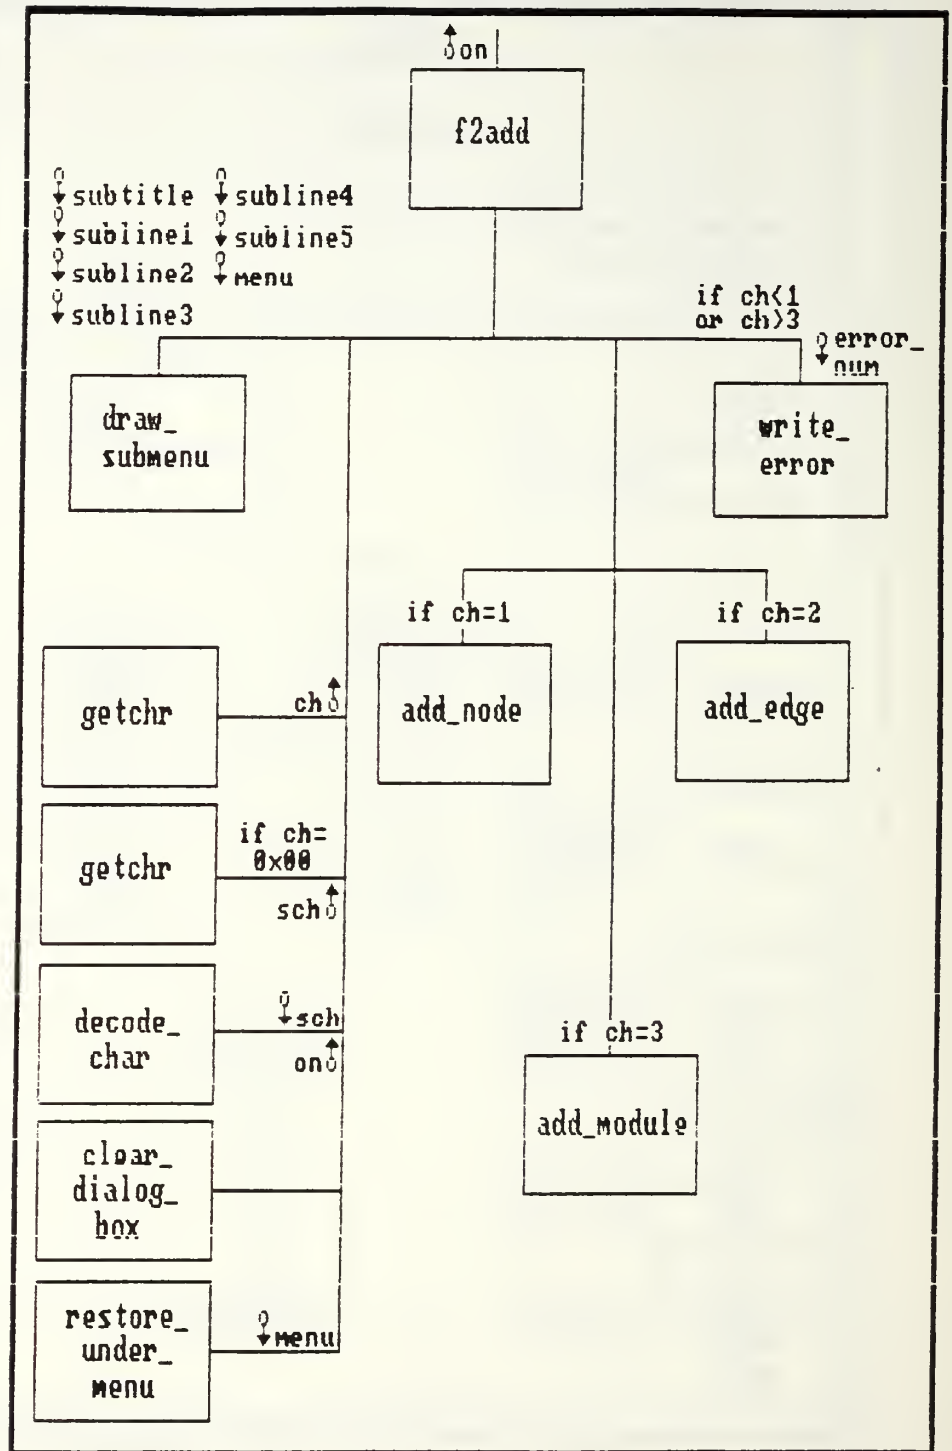 on
f2add
subtitle subline4
subline1 subline5
subline2 menu
subline3
if ch<1
or ch>3
error_
num
draw_
submenu
write_
error
if ch=1
if ch=2
getchr
ch
add_node
add_edge
getchr
if ch=
0x00
sch
decode_
char
sch
on
if ch=3
add_module
clear_
dialog_
box
restore_
under_
menu
menu